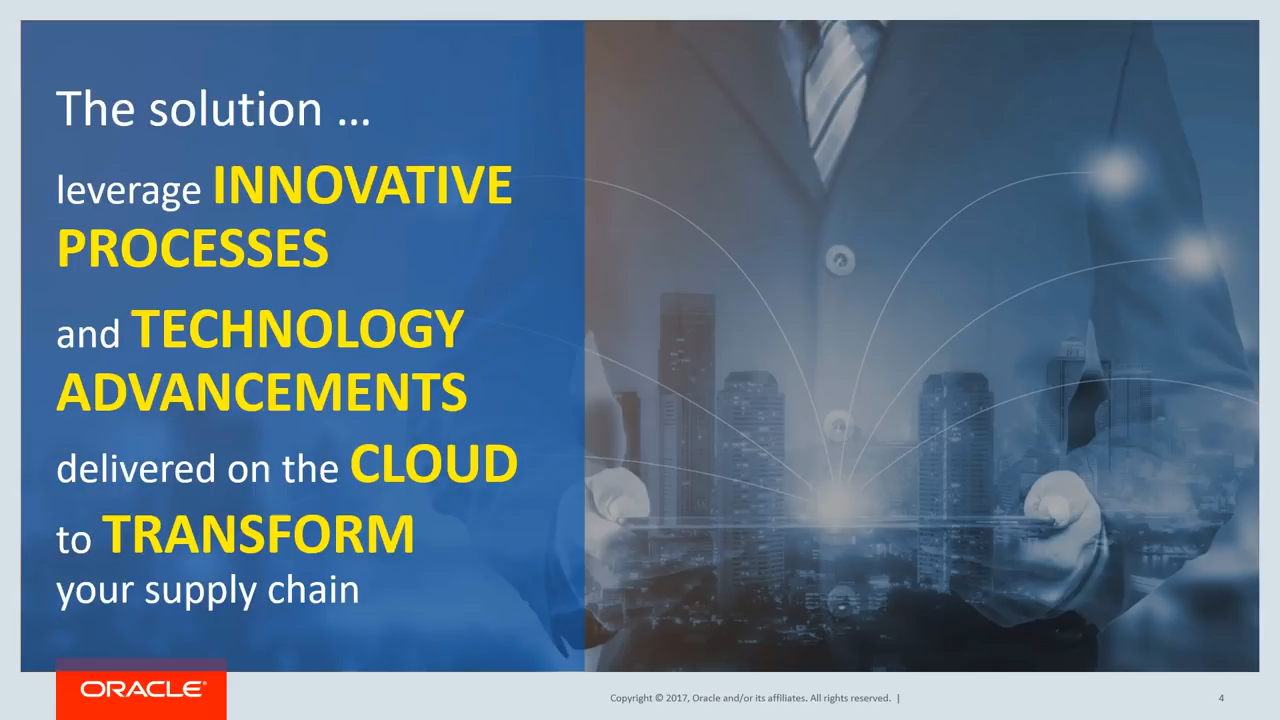 The solution ...
leverage INNOVATIVE
PROCESSES
and TECHNOLOGY
ADVANCEMENTS
delivered on the CLOUD
to TRANSFORM
your supply chain
ORACLE®
Copyright © 2017, Oracle and/or its affiliates. All rights reserved. |
4